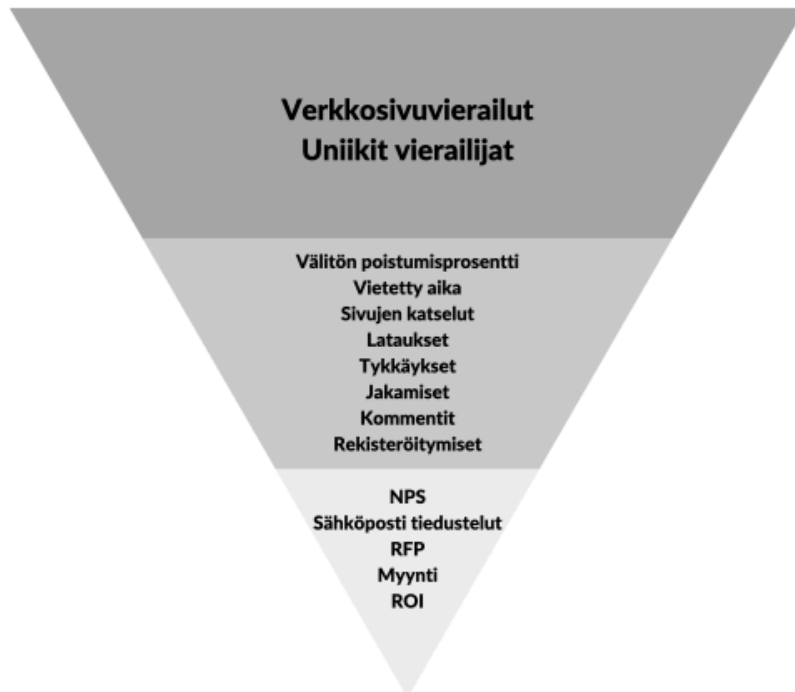 Verkkosivuvierailut
Uniikit vierailijat
Välitön poistumisprosentti
Vietetty aika
Sivujen katselut
Lataukset
Tykkäykset
Jakamiset
Kommentit
Rekisteröitymiset
NPS
Sähköposti tiedustelut
RFP
Myynti
ROI